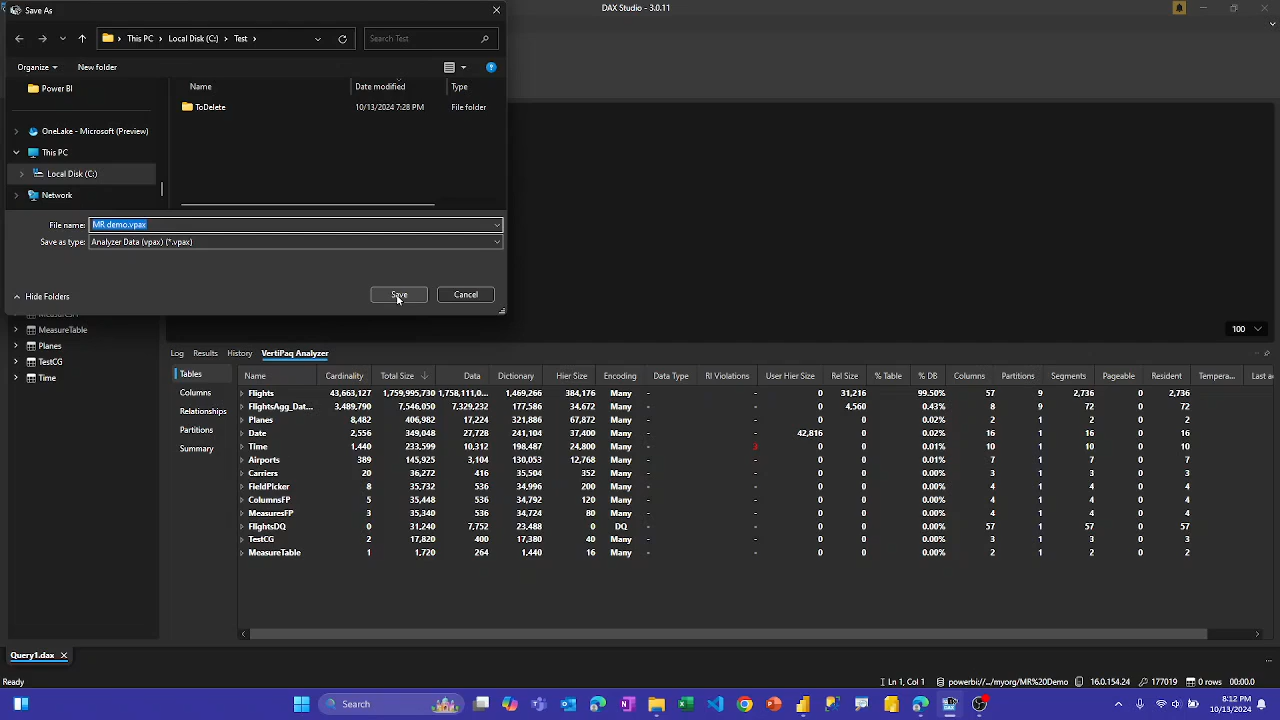 Save As
DAX Studio - 3.0.11
This PC > Local Disk (C:) > Test >
Search Test
Organize
New folder
Name Date modified Type
Power BI
ToDelete 10/13/2024 7:28 PM File folder
OneLake - Microsoft (Preview)
This PC
Local Disk (C:)
Network
File name: MR demo.vpax
Save as type: Analyzer Data (vpax) (*.vpax)
Hide Folders
Save
Cancel
MeasuresFP
MeasureTable
Planes
TestCG
Time
100
Log Results History VertiPaq Analyzer
Tables
Columns
Relationships
Partitions
Summary
Name Cardinality Total Size Data Dictionary Hier Size Encoding Data Type RI Violations User Hier Size Rel Size % Table % DB Columns Partitions Segments Pageable Resident Tempera... Last a
Flights 43,663,127 1,759,995,730 1,758,111,0... 1,469,266 384,176 Many - - 0 31,216 99.50% 57 9 2,736 0 2,736
FlightsAgg_Dat... 3,489,790 7,546,050 7,329,232 177,586 34,672 Many - - 0 4,560 0.43% 8 9 72 0 72
Planes 8,482 406,982 17,224 321,886 67,872 Many - - 0 0 0.02% 2 1 2 0 2
Date 2,556 349,048 27,728 241,104 37,400 Many - - 42,816 0 0.02% 16 1 16 0 16
Time 1,440 233,599 10,312 198,487 24,800 Many - 3 0 0 0.01% 10 1 10 0 10
Airports 389 145,925 3,104 130,053 12,768 Many - - 0 0 0.01% 7 1 7 0 7
Carriers 20 36,272 416 35,504 352 Many - - 0 0 0.00% 3 1 3 0 3
FieldPicker 8 35,732 536 34,996 200 Many - - 0 0 0.00% 4 1 4 0 4
ColumnsFP 5 35,448 536 34,792 120 Many - - 0 0 0.00% 4 1 4 0 4
MeasuresFP 3 35,340 536 34,724 80 Many - - 0 0 0.00% 4 1 4 0 4
FlightsDQ 0 31,240 7,752 23,488 0 DQ - - 0 0 0.00% 57 1 57 0 57
TestCG 2 17,820 400 17,380 40 Many - - 0 0 0.00% 3 1 3 0 3
MeasureTable 1 1,720 264 1,440 16 Many - - 0 0 0.00% 2 1 2 0 2
Query1.dax
Ready
Ln 1, Col 1
powerbi://.../myorg/MR%20Demo
16.0.154.24
177019
0 rows
00:00.0
Search
8:12 PM
10/13/2024